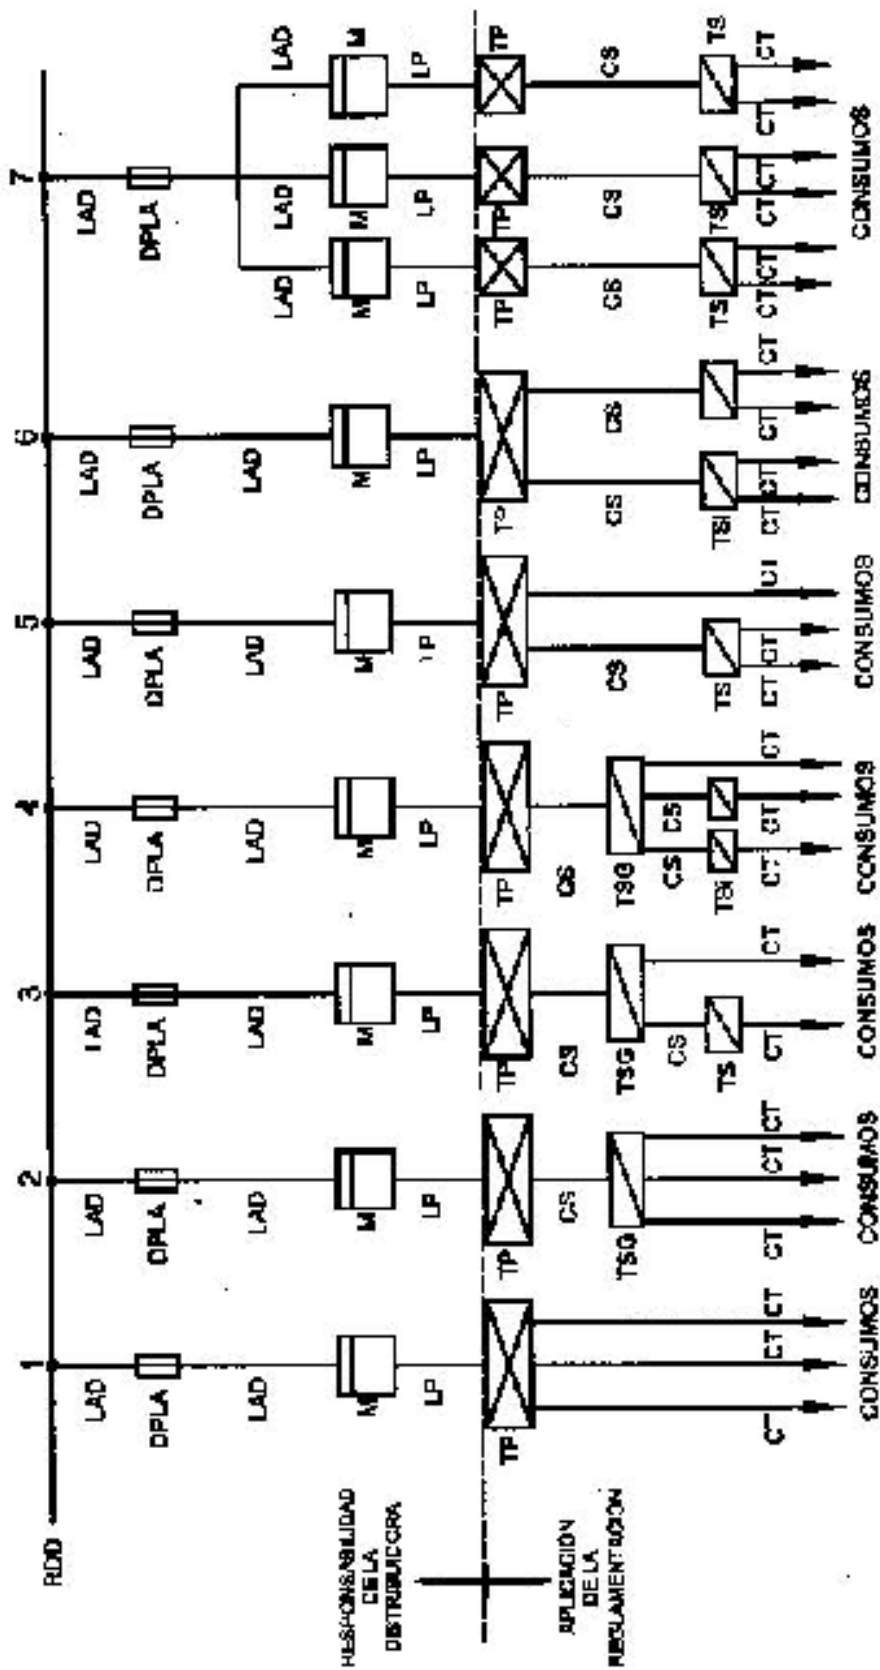 RDD
1 2 3 4 5 6 7
LAD LAD LAD LAD LAD LAD LAD
DPLA DPLA DPLA DPLA DPLA DPLA DPLA
LAD LAD LAD LAD LAD LAD LAD LAD LAD
M M M M M M M M M
LP LP LP LP LP LP LP LP LP
RESPONSABILIDAD
DE LA
DISTRIBUIDORA
TP TP TP TP TP TP TP TP TP
APLICACION
DE LA
REGLAMENTACION
CS CS CS
TSG TSG TSG
CS CS CS CS CS CS CS CS CS
TS TSi TS TSi TS TS TS
CT CT CT CT CT CT CT CT CT CT CT CT CT CT CT CT CT CT CT CT CT CT CT CT
CONSUMOS CONSUMOS CONSUMOS CONSUMOS CONSUMOS CONSUMOS CONSUMOS